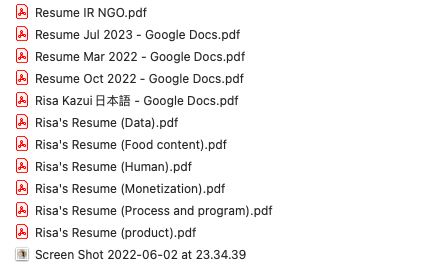 Resume IR NGO.pdf
Resume Jul 2023 - Google Docs.pdf
Resume Mar 2022 - Google Docs.pdf
Resume Oct 2022 - Google Docs.pdf
Risa Kazui 日本語 - Google Docs.pdf
Risa's Resume (Data).pdf
Risa's Resume (Food content).pdf
Risa's Resume (Human).pdf
Risa's Resume (Monetization).pdf
Risa's Resume (Process and program).pdf
Risa's Resume (product).pdf
Screen Shot 2022-06-02 at 23.34.39